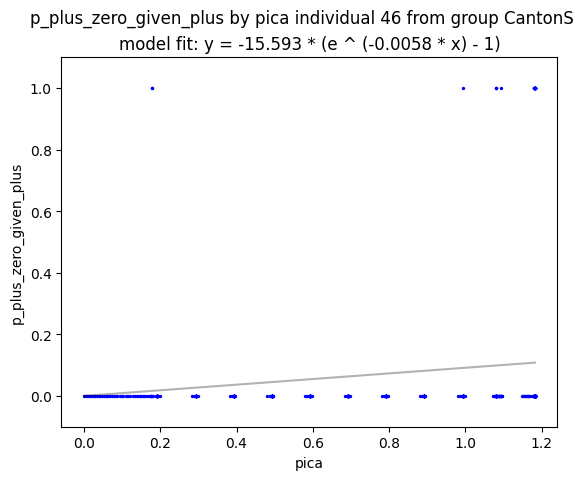 p_plus_zero_given_plus by pica individual 46 from group CantonS
model fit: y = -15.593 * (e ^ (-0.0058 * x) - 1)
p_plus_zero_given_plus
1.0
0.8
0.6
0.4
0.2
0.0
0.0 0.2 0.4 0.6 0.8 1.0 1.2
pica